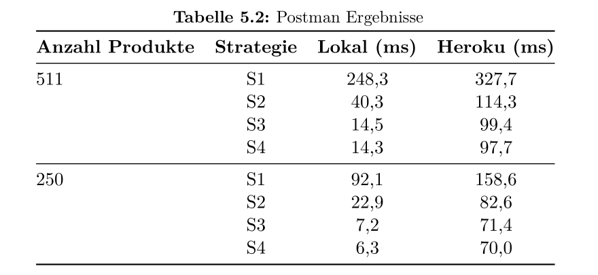 Tabelle 5.2: Postman Ergebnisse
Anzahl Produkte Strategie Lokal (ms) Heroku (ms)
511 S1 248,3 327,7
S2 40,3 114,3
S3 14,5 99,4
S4 14,3 97,7
250 S1 92,1 158,6
S2 22,9 82,6
S3 7,2 71,4
S4 6,3 70,0